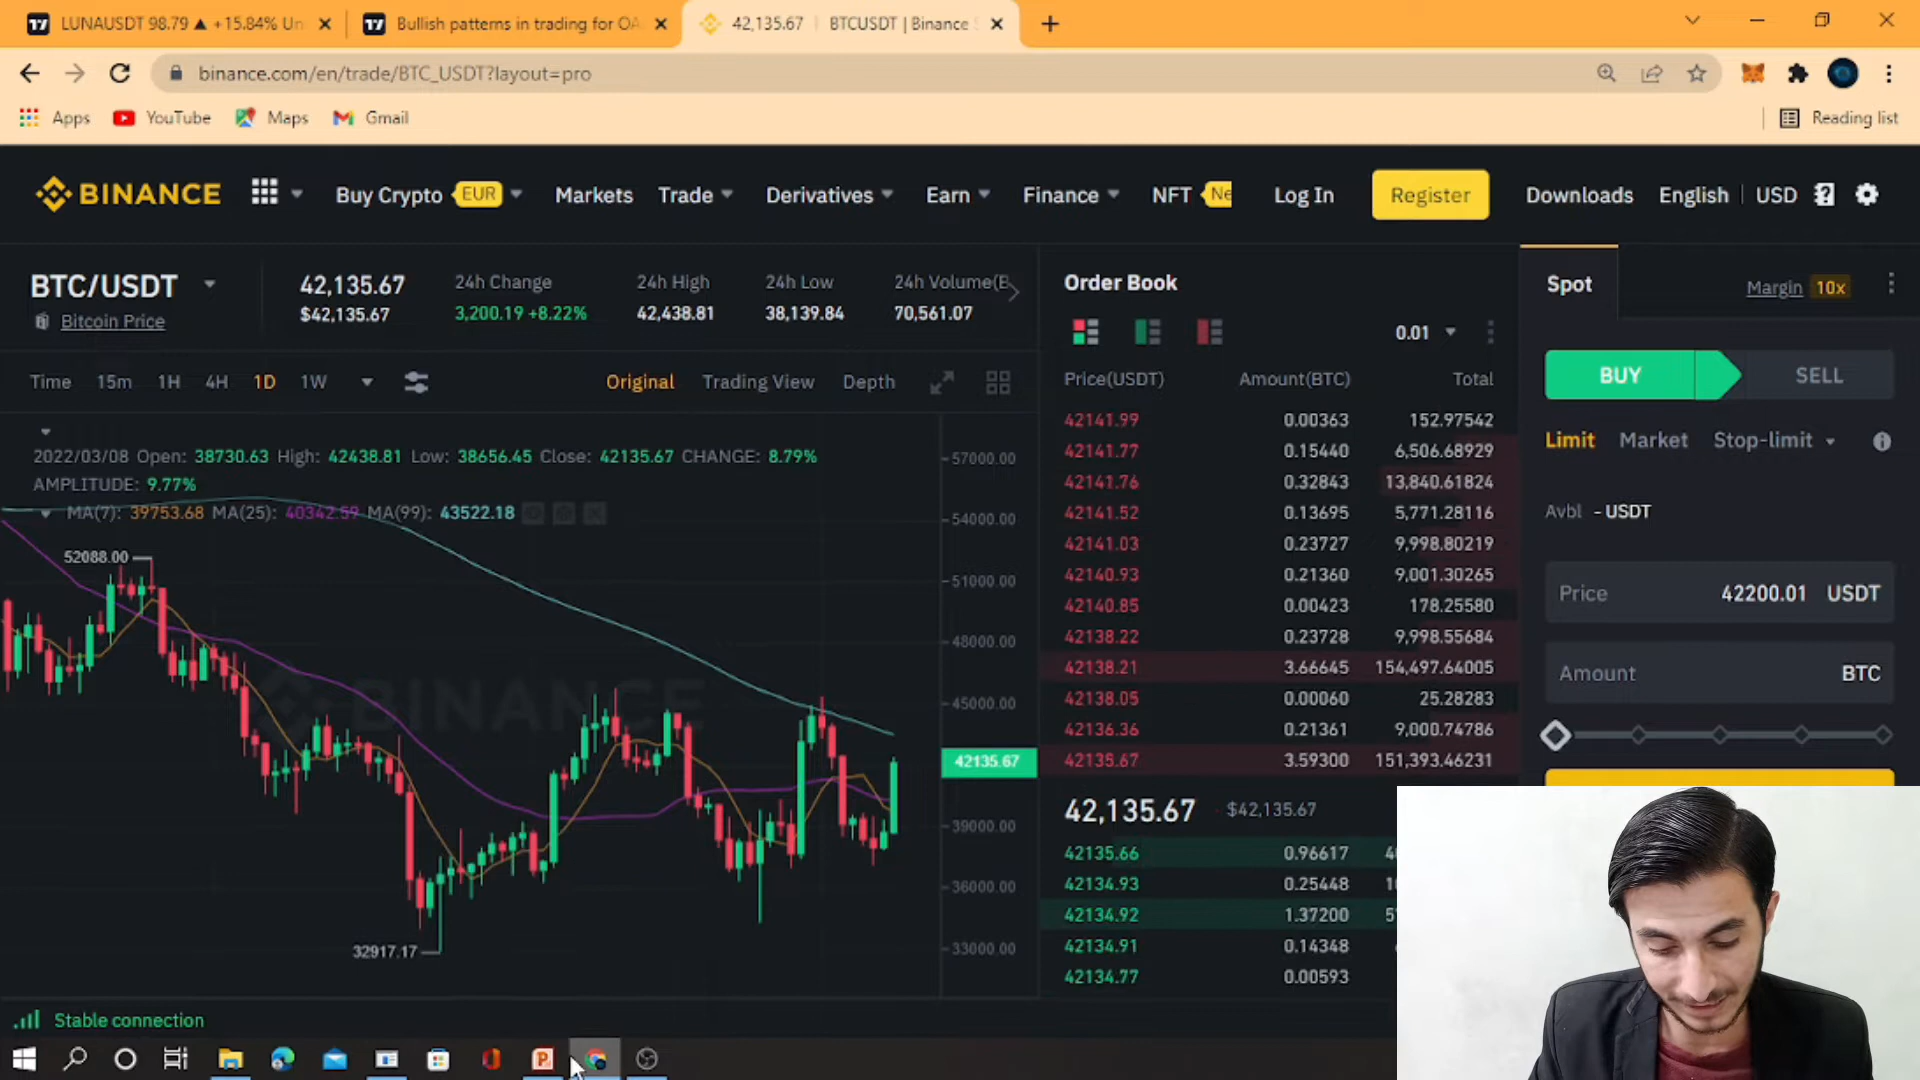 LUNAUSDT 98.79 ▲ +15.84% Un
Bullish patterns in trading for OA
42,135.67 | BTCUSDT | Binance S
binance.com/en/trade/BTC_USDT?layout=pro
Apps YouTube Maps Gmail Reading list
BINANCE Buy Crypto EUR Markets Trade Derivatives Earn Finance NFT Ne Log In Register Downloads English USD
BTC/USDT
Bitcoin Price
42,135.67
$42,135.67
24h Change
3,200.19 +8.22%
24h High
42,438.81
24h Low
38,139.84
24h Volume(B
70,561.07
Time 15m 1H 4H 1D 1W Original Trading View Depth
2022/03/08 Open: 38730.63 High: 42438.81 Low: 38656.45 Close: 42135.67 CHANGE: 8.79%
AMPLITUDE: 9.77%
MA(7): 39753.68 MA(25): 40342.59 MA(99): 43522.18
52088.00
32917.17
BINANCE
57000.00
54000.00
51000.00
48000.00
45000.00
42135.67
39000.00
36000.00
33000.00
Stable connection
Order Book
0.01
Price(USDT) Amount(BTC) Total
42141.99 0.00363 152.97542
42141.77 0.15440 6,506.68929
42141.76 0.32843 13,840.61824
42141.52 0.13695 5,771.28116
42141.03 0.23727 9,998.80219
42140.93 0.21360 9,001.30265
42140.85 0.00423 178.25580
42138.22 0.23728 9,998.55684
42138.21 3.66645 154,497.64005
42138.05 0.00060 25.28283
42136.36 0.21361 9,000.74786
42135.67 3.59300 151,393.46231
42,135.67 $42,135.67
42135.66 0.96617
42134.93 0.25448
42134.92 1.37200
42134.91 0.14348
42134.77 0.00593
Spot
Margin 10x
BUY SELL
Limit Market Stop-limit
Avbl - USDT
Price 42200.01 USDT
Amount BTC